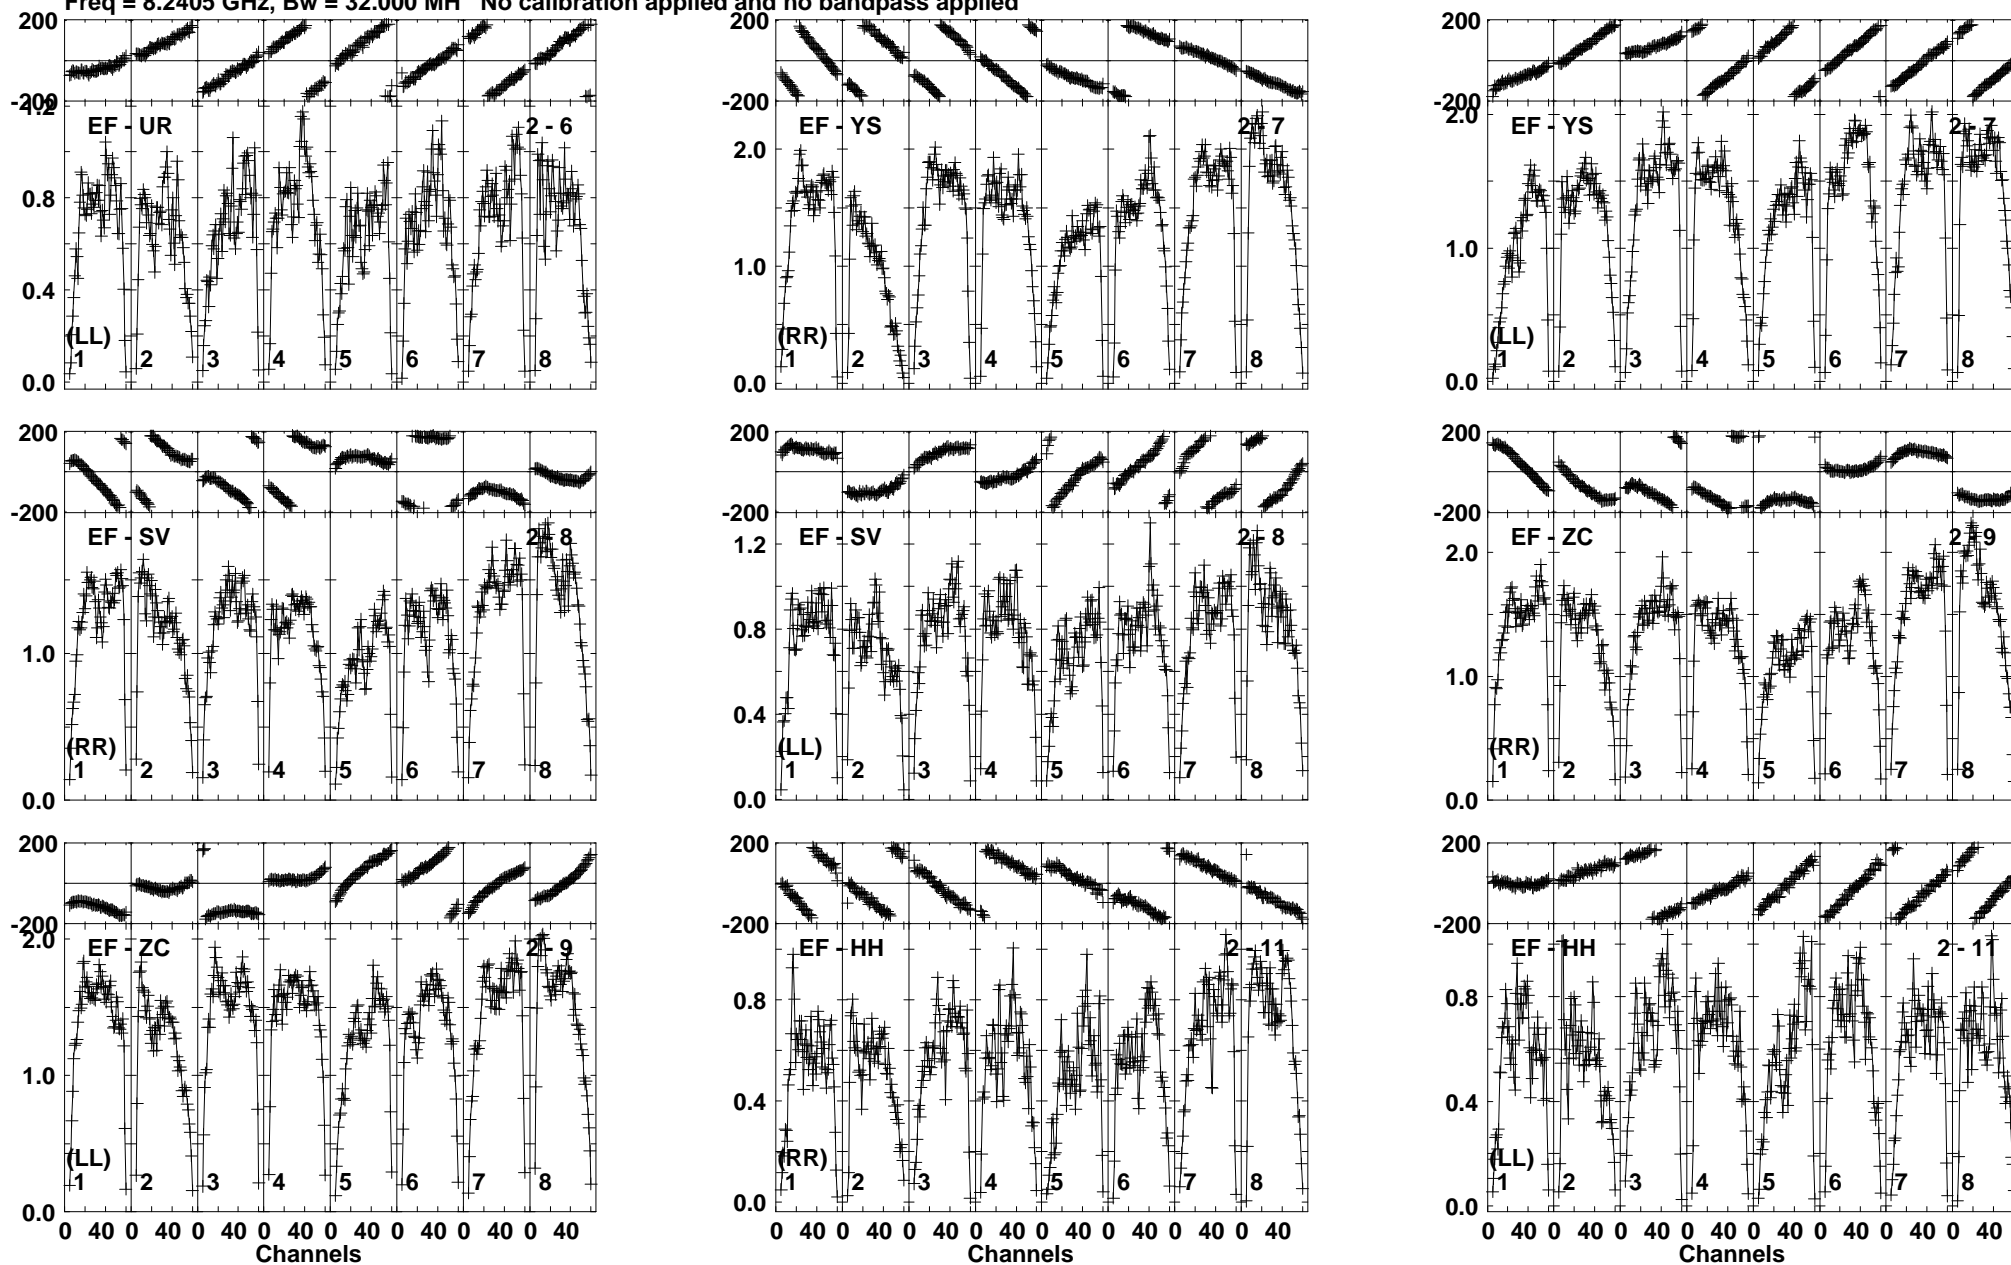 Freq = 8.2405 GHz, Bw = 32.000 MH No calibration applied and no bandpass applied
200 200 200
-200 -200 -200
1.2
EF - UR 2 - 6 EF - YS 2 - 7 EF - YS 2 - 7
2.0 2.0
0.8
1.0 1.0
0.4
(LL) (RR) (LL)
1 2 3 4 5 6 7 8 1 2 3 4 5 6 7 8 1 2 3 4 5 6 7 8
0.0 0.0 0.0
200 200 200
-200 -200 -200
EF - SV 2 - 8 EF - SV 2 - 8 EF - ZC 2 - 9
1.2 2.0
1.0 0.8 1.0
0.4
(RR) (LL) (RR)
1 2 3 4 5 6 7 8 1 2 3 4 5 6 7 8 1 2 3 4 5 6 7 8
0.0 0.0 0.0
200 200 200
-200 -200 -200
2.0
EF - ZC 2 - 9 EF - HH 2 - 11 EF - HH 2 - 11
0.8 0.8
1.0 0.4 0.4
(LL) (RR) (LL)
1 2 3 4 5 6 7 8 1 2 3 4 5 6 7 8 1 2 3 4 5 6 7 8
0.0 0.0 0.0
0 40 0 40 0 40 0 40 0 40 0 40 0 40 0 40 0 40 0 40 0 40 0 40 0 40 0 40 0 40 0 40 0 40 0 40 0 40 0 40 0 40 0 40 0 40 0 40
Channels Channels Channels